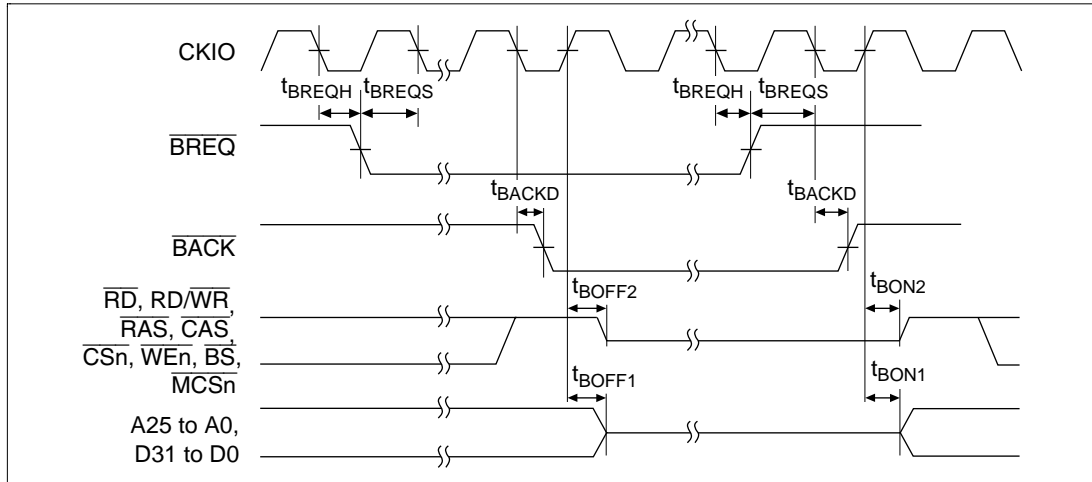 CKIO
tBREQH tBREQS tBREQH tBREQS
BREQ
tBACKD tBACKD
BACK
RD, RD/WR,
RAS, CAS,
CSn, WEn, BS,
MCSn
tBOFF2 tBON2
tBOFF1 tBON1
A25 to A0,
D31 to D0